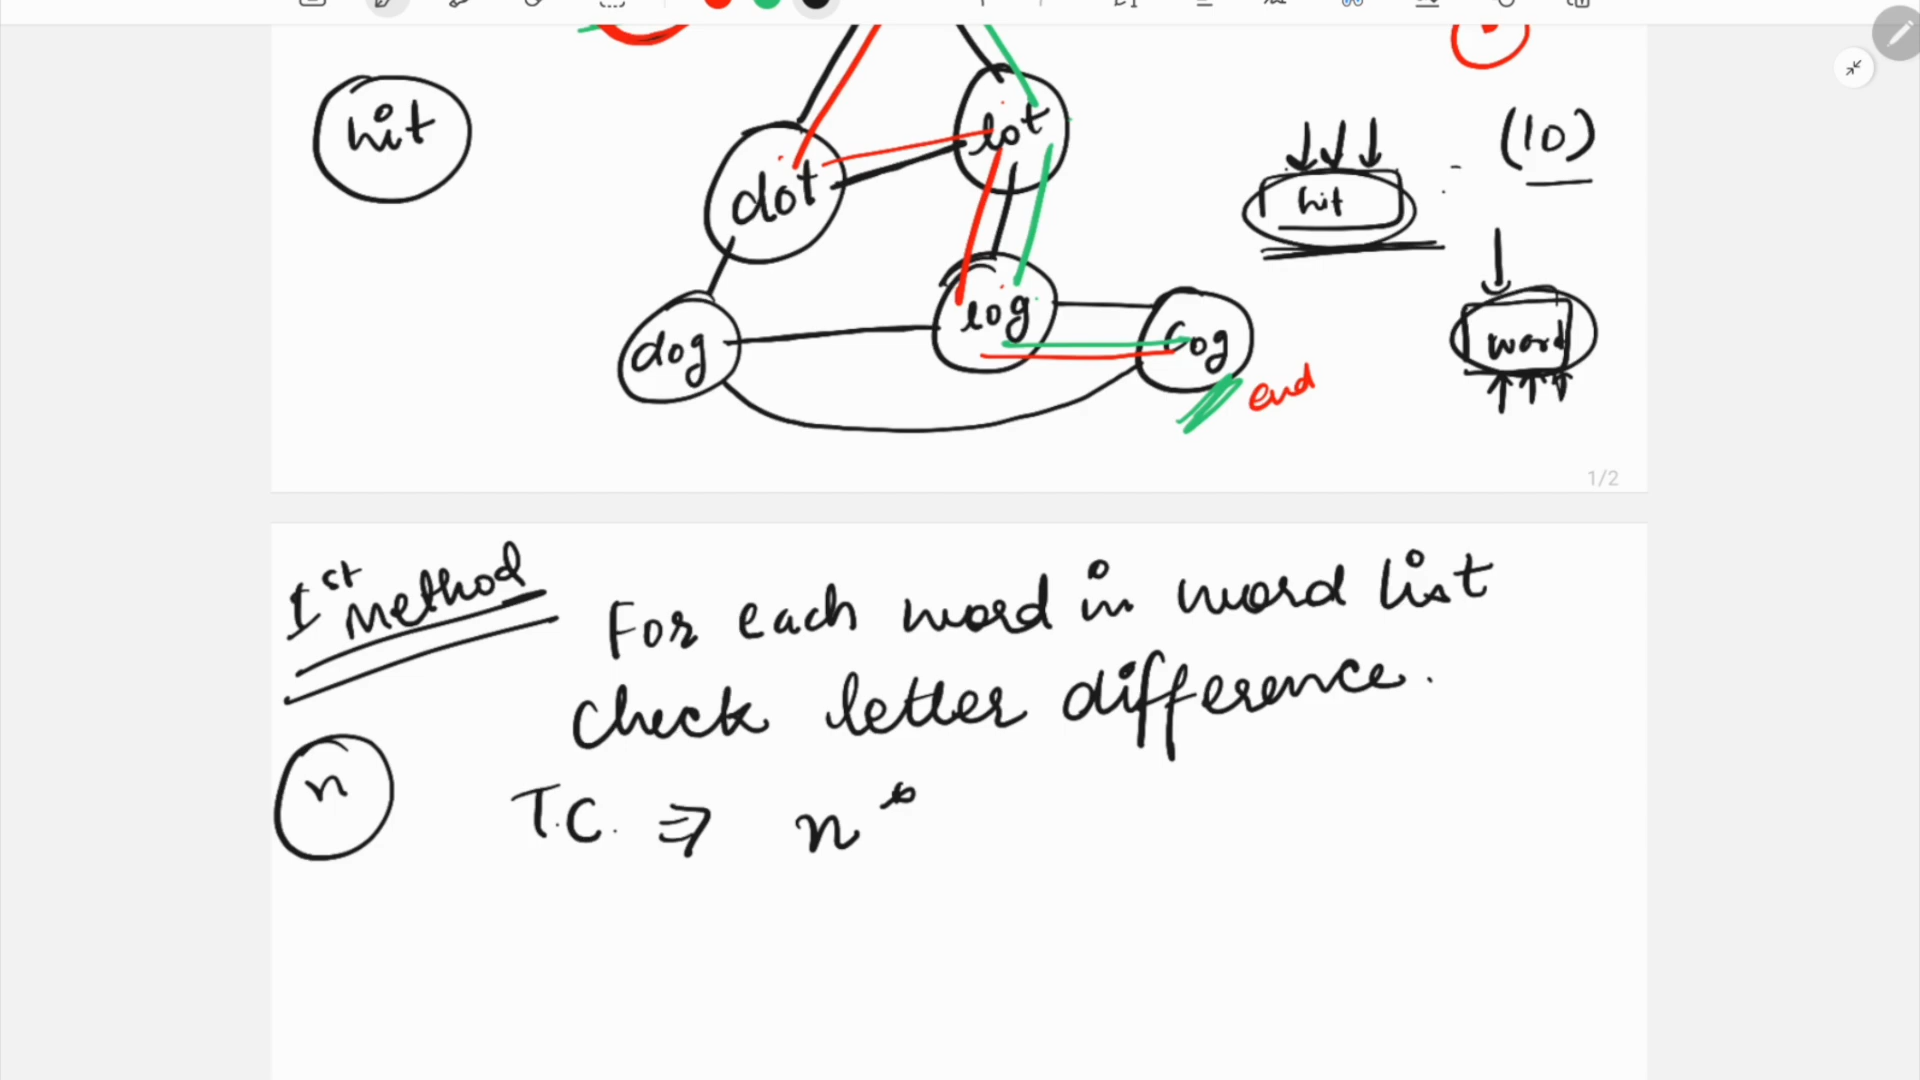 hit
lot
(10)
dot
hit
log
cog
word
dog
end
1/2
1st Method
For each word in word list
check letter difference.
n
T.C. ⇒ n